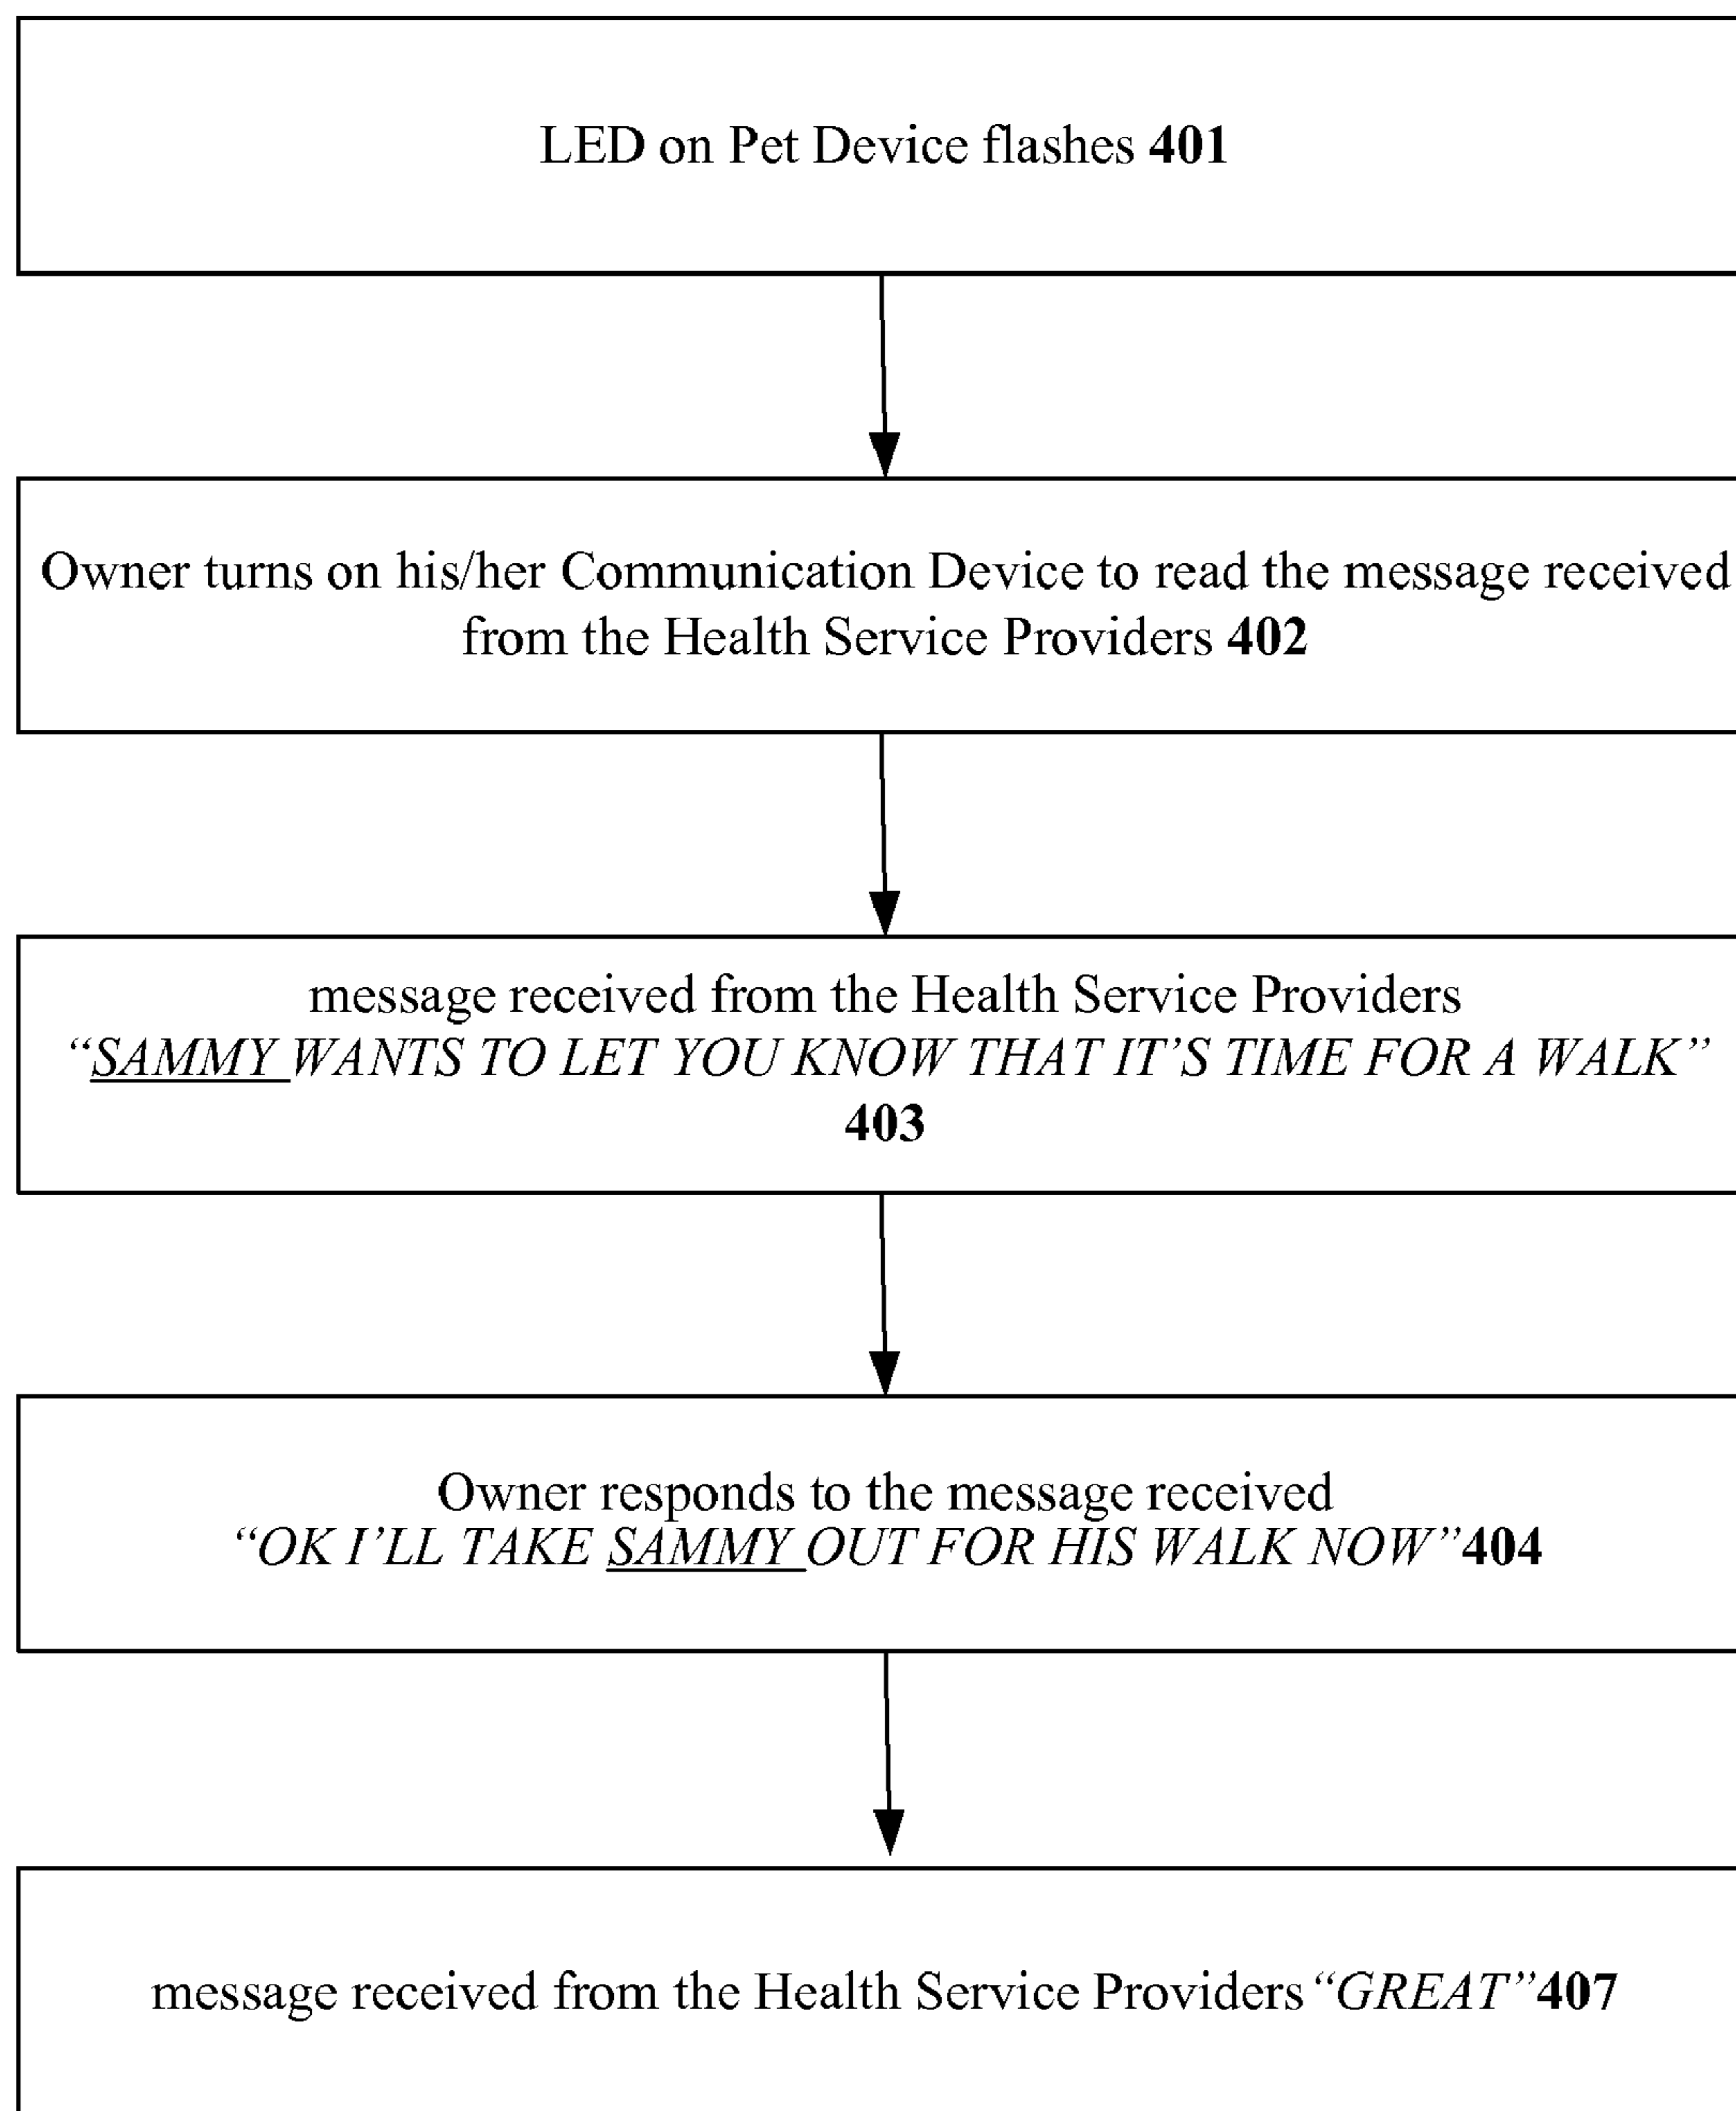 LED on Pet Device flashes 401
Owner turns on his/her Communication Device to read the message received
from the Health Service Providers 402
message received from the Health Service Providers
“SAMMY WANTS TO LET YOU KNOW THAT IT’S TIME FOR A WALK”
403
Owner responds to the message received
“OK I’LL TAKE SAMMY OUT FOR HIS WALK NOW”404
message received from the Health Service Providers“GREAT”407